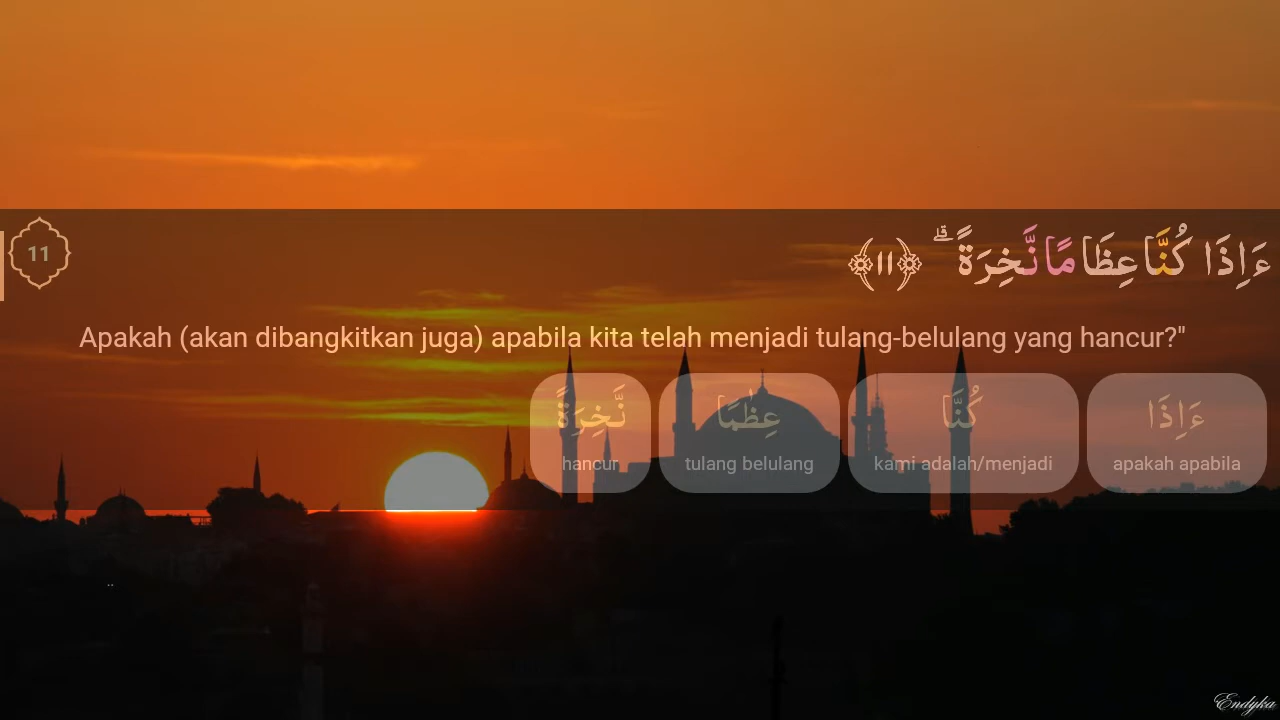 11
ءَإِذَا كُنَّا عِظَامًا نَّخِرَةً ۗ ﴿١١﴾
Apakah (akan dibangkitkan juga) apabila kita telah menjadi tulang-belulang yang hancur?"
ءَإِذَا كُنَّا عِظَٰمًا نَّخِرَةً
apakah apabila kami adalah/menjadi tulang belulang hancur
Endyka